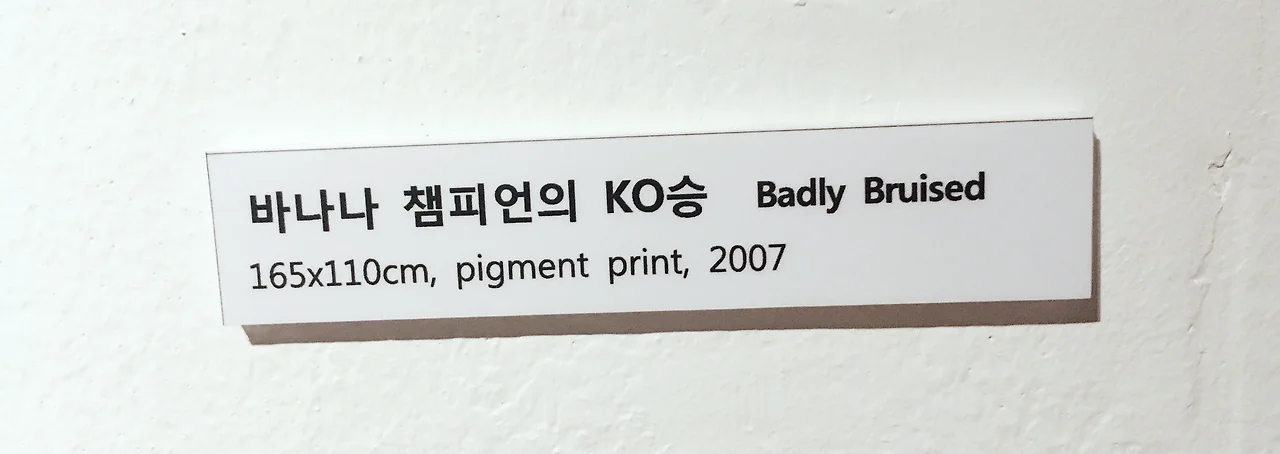 바나나 챔피언의 KO승 Badly Bruised
165x110cm, pigment print, 2007